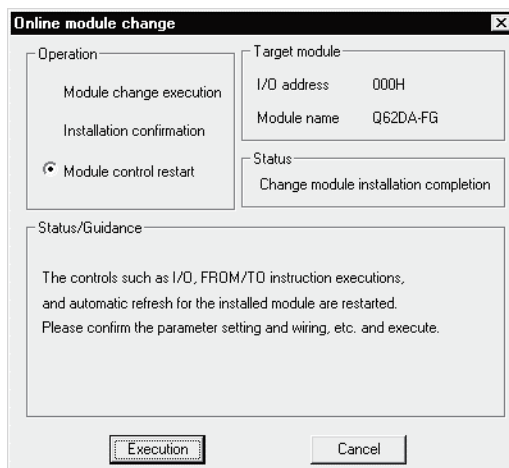 Online module change
Operation
Module change execution
Installation confirmation
Module control restart
Target module
I/O address 000H
Module name Q62DA-FG
Status
Change module installation completion
Status/Guidance
The controls such as I/O, FROM/TO instruction executions,
and automatic refresh for the installed module are restarted.
Please confirm the parameter setting and wiring, etc. and execute.
Execution
Cancel